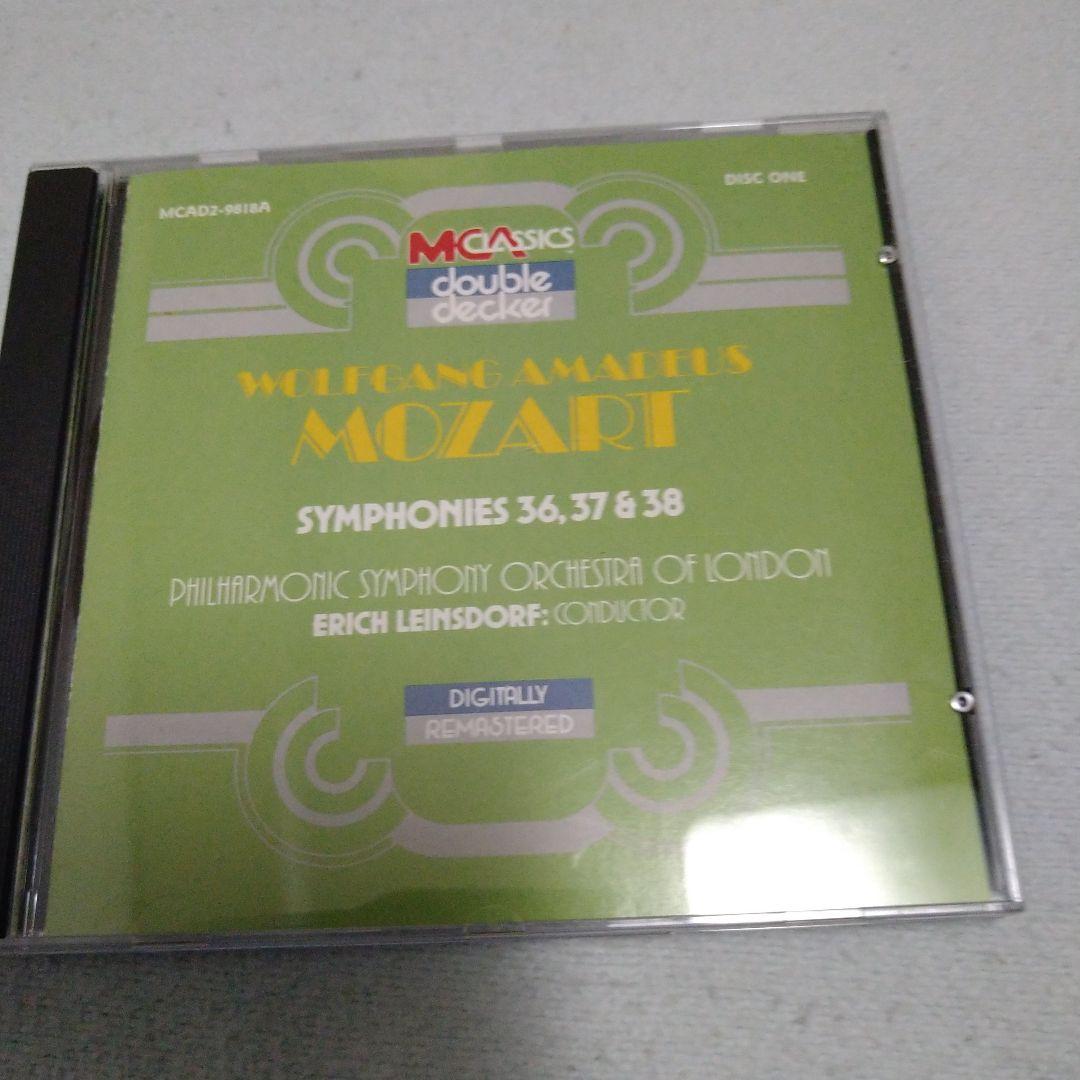 MCAD2-9818A
DISC ONE
MCA CLASSICS™
double
decker
WOLFGANG AMADEUS
MOZART
SYMPHONIES 36, 37 & 38
PHILHARMONIC SYMPHONY ORCHESTRA OF LONDON
ERICH LEINSDORF: CONDUCTOR
DIGITALLY
REMASTERED